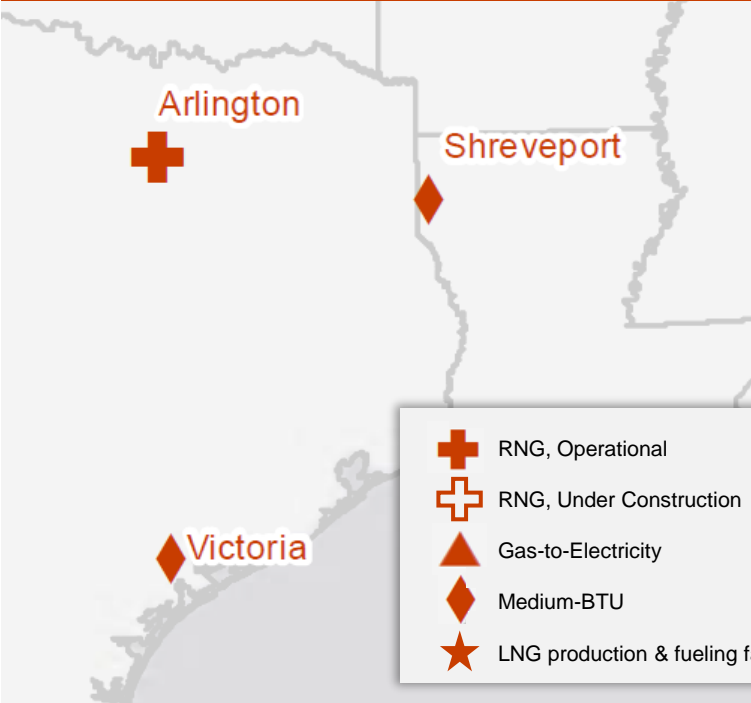 Arlington
Shreveport
Victoria
RNG, Operational
RNG, Under Construction
Gas-to-Electricity
Medium-BTU
LNG production & fueling